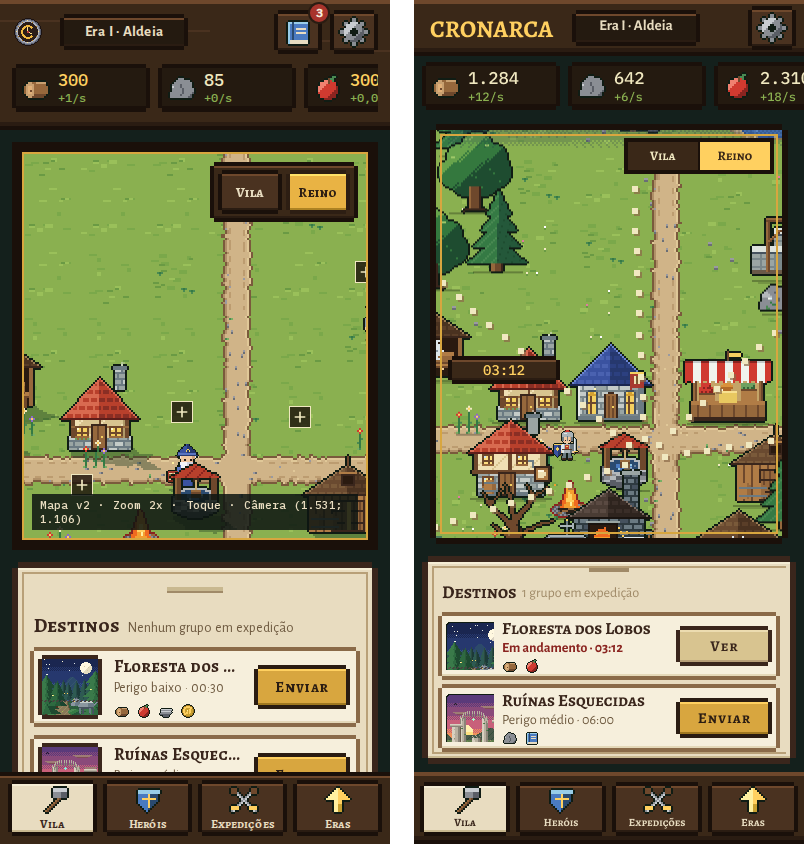 3
Era I · Aldeia
300
+1/s
85
+0/s
300
+0,0
Vila
Reino
Mapa v2 · Zoom 2x · Toque · Câmera (1.531;
1.106)
Destinos Nenhum grupo em expedição
Floresta dos ...
Perigo baixo · 00:30
Enviar
Ruínas Esquec...
Vila
Heróis
Expedições
Eras
CRONARCA
Era I · Aldeia
1.284
+12/s
642
+6/s
2.310
+18/s
Vila
Reino
03:12
Destinos 1 grupo em expedição
Floresta dos Lobos
Em andamento · 03:12
Ver
Ruínas Esquecidas
Perigo médio · 06:00
Enviar
Vila
Heróis
Expedições
Eras